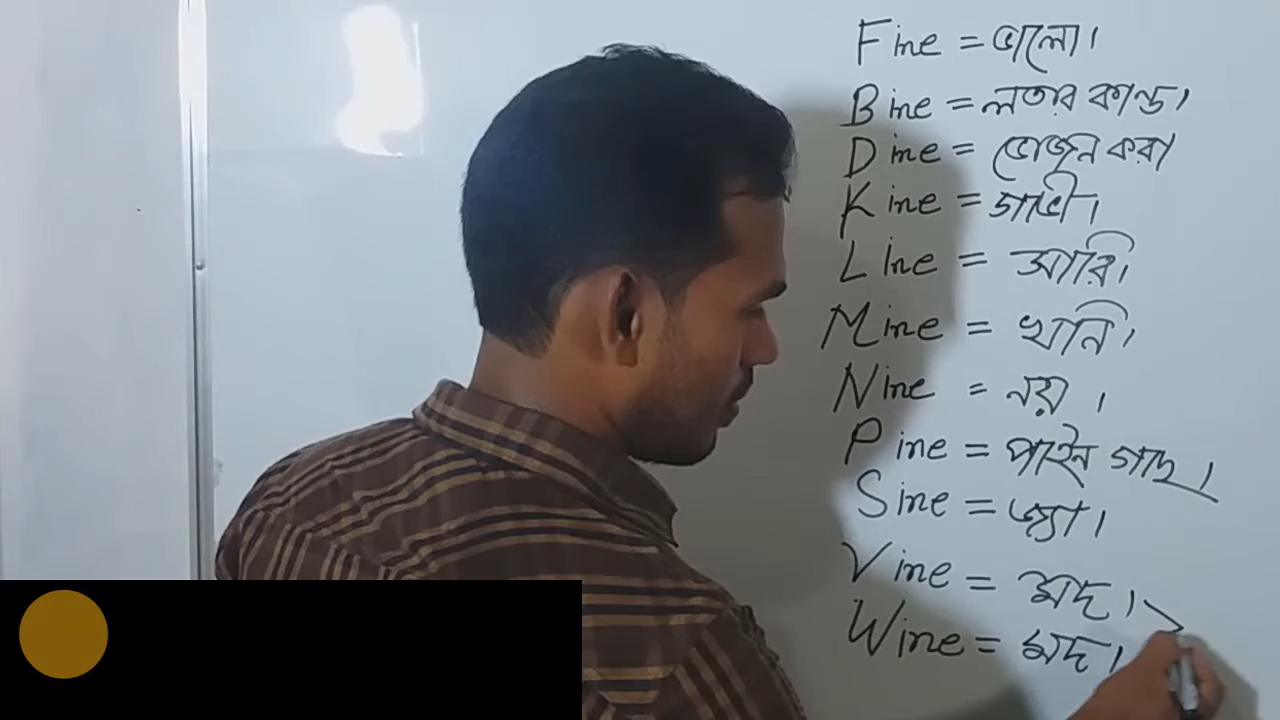 Fine = ভালো।
Bine = লতার কান্ড।
Dine = ভোজন করা
Kine = গাভী।
Line = সারি।
Mine = খনি।
Nine = নয়।
Pine = পাইন গাছ।
Sine = জ্যা।
Vine = মদ।
Wine = মদ।